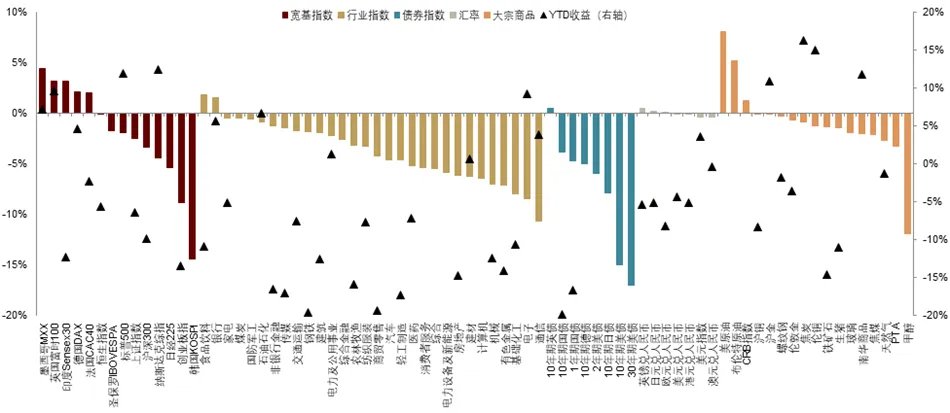 宽基指数 行业指数 债券指数 汇率 大宗商品 YTD收益（右轴）
10%
5%
0%
-5%
-10%
-15%
-20%
20%
15%
10%
5%
0%
-5%
-10%
-15%
-20%
墨西哥MXX
英国富时100
印度Sensex30
德国DAX
法国CAC40
恒生指数
圣保罗IBOVESPA
标普500
上证指数
沪深300
纳斯达克综指
日经225
创业板指
韩国KOSPI
食品饮料
银行
家电
煤炭
国防军工
石油石化
非银行金融
传媒
交通运输
钢铁
建筑
电力及公用事业
综合金融
农林牧渔
纺织服装
商贸零售
汽车
轻工制造
医药
消费者服务
电力设备及新能源
房地产
建材
计算机
机械
有色金属
基础化工
电子
通信
10年期英债
10年期国债
1年期国债
10年期德债
2年期美债
10年期日债
10年期美债
30年期美债
英镑兑人民币
日元兑人民币
欧元兑人民币
美元兑人民币
港元兑人民币
美元指数
澳元兑人民币
美原油
布伦特原油
CRB指数
沪铜
沪金
螺纹钢
伦敦金
焦炭
伦铜
铁矿石
生猪
玻璃
南华商品
焦煤
天然气
PTA
甲醇